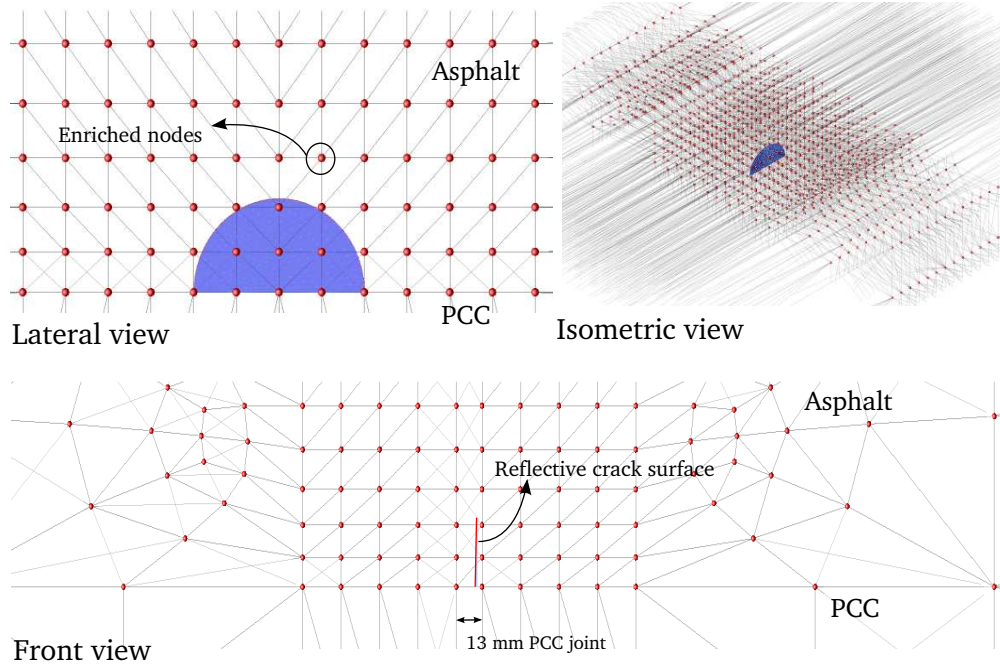 Asphalt
Enriched nodes
PCC
Lateral view
Isometric view
Asphalt
Reflective crack surface
PCC
13 mm PCC joint
Front view